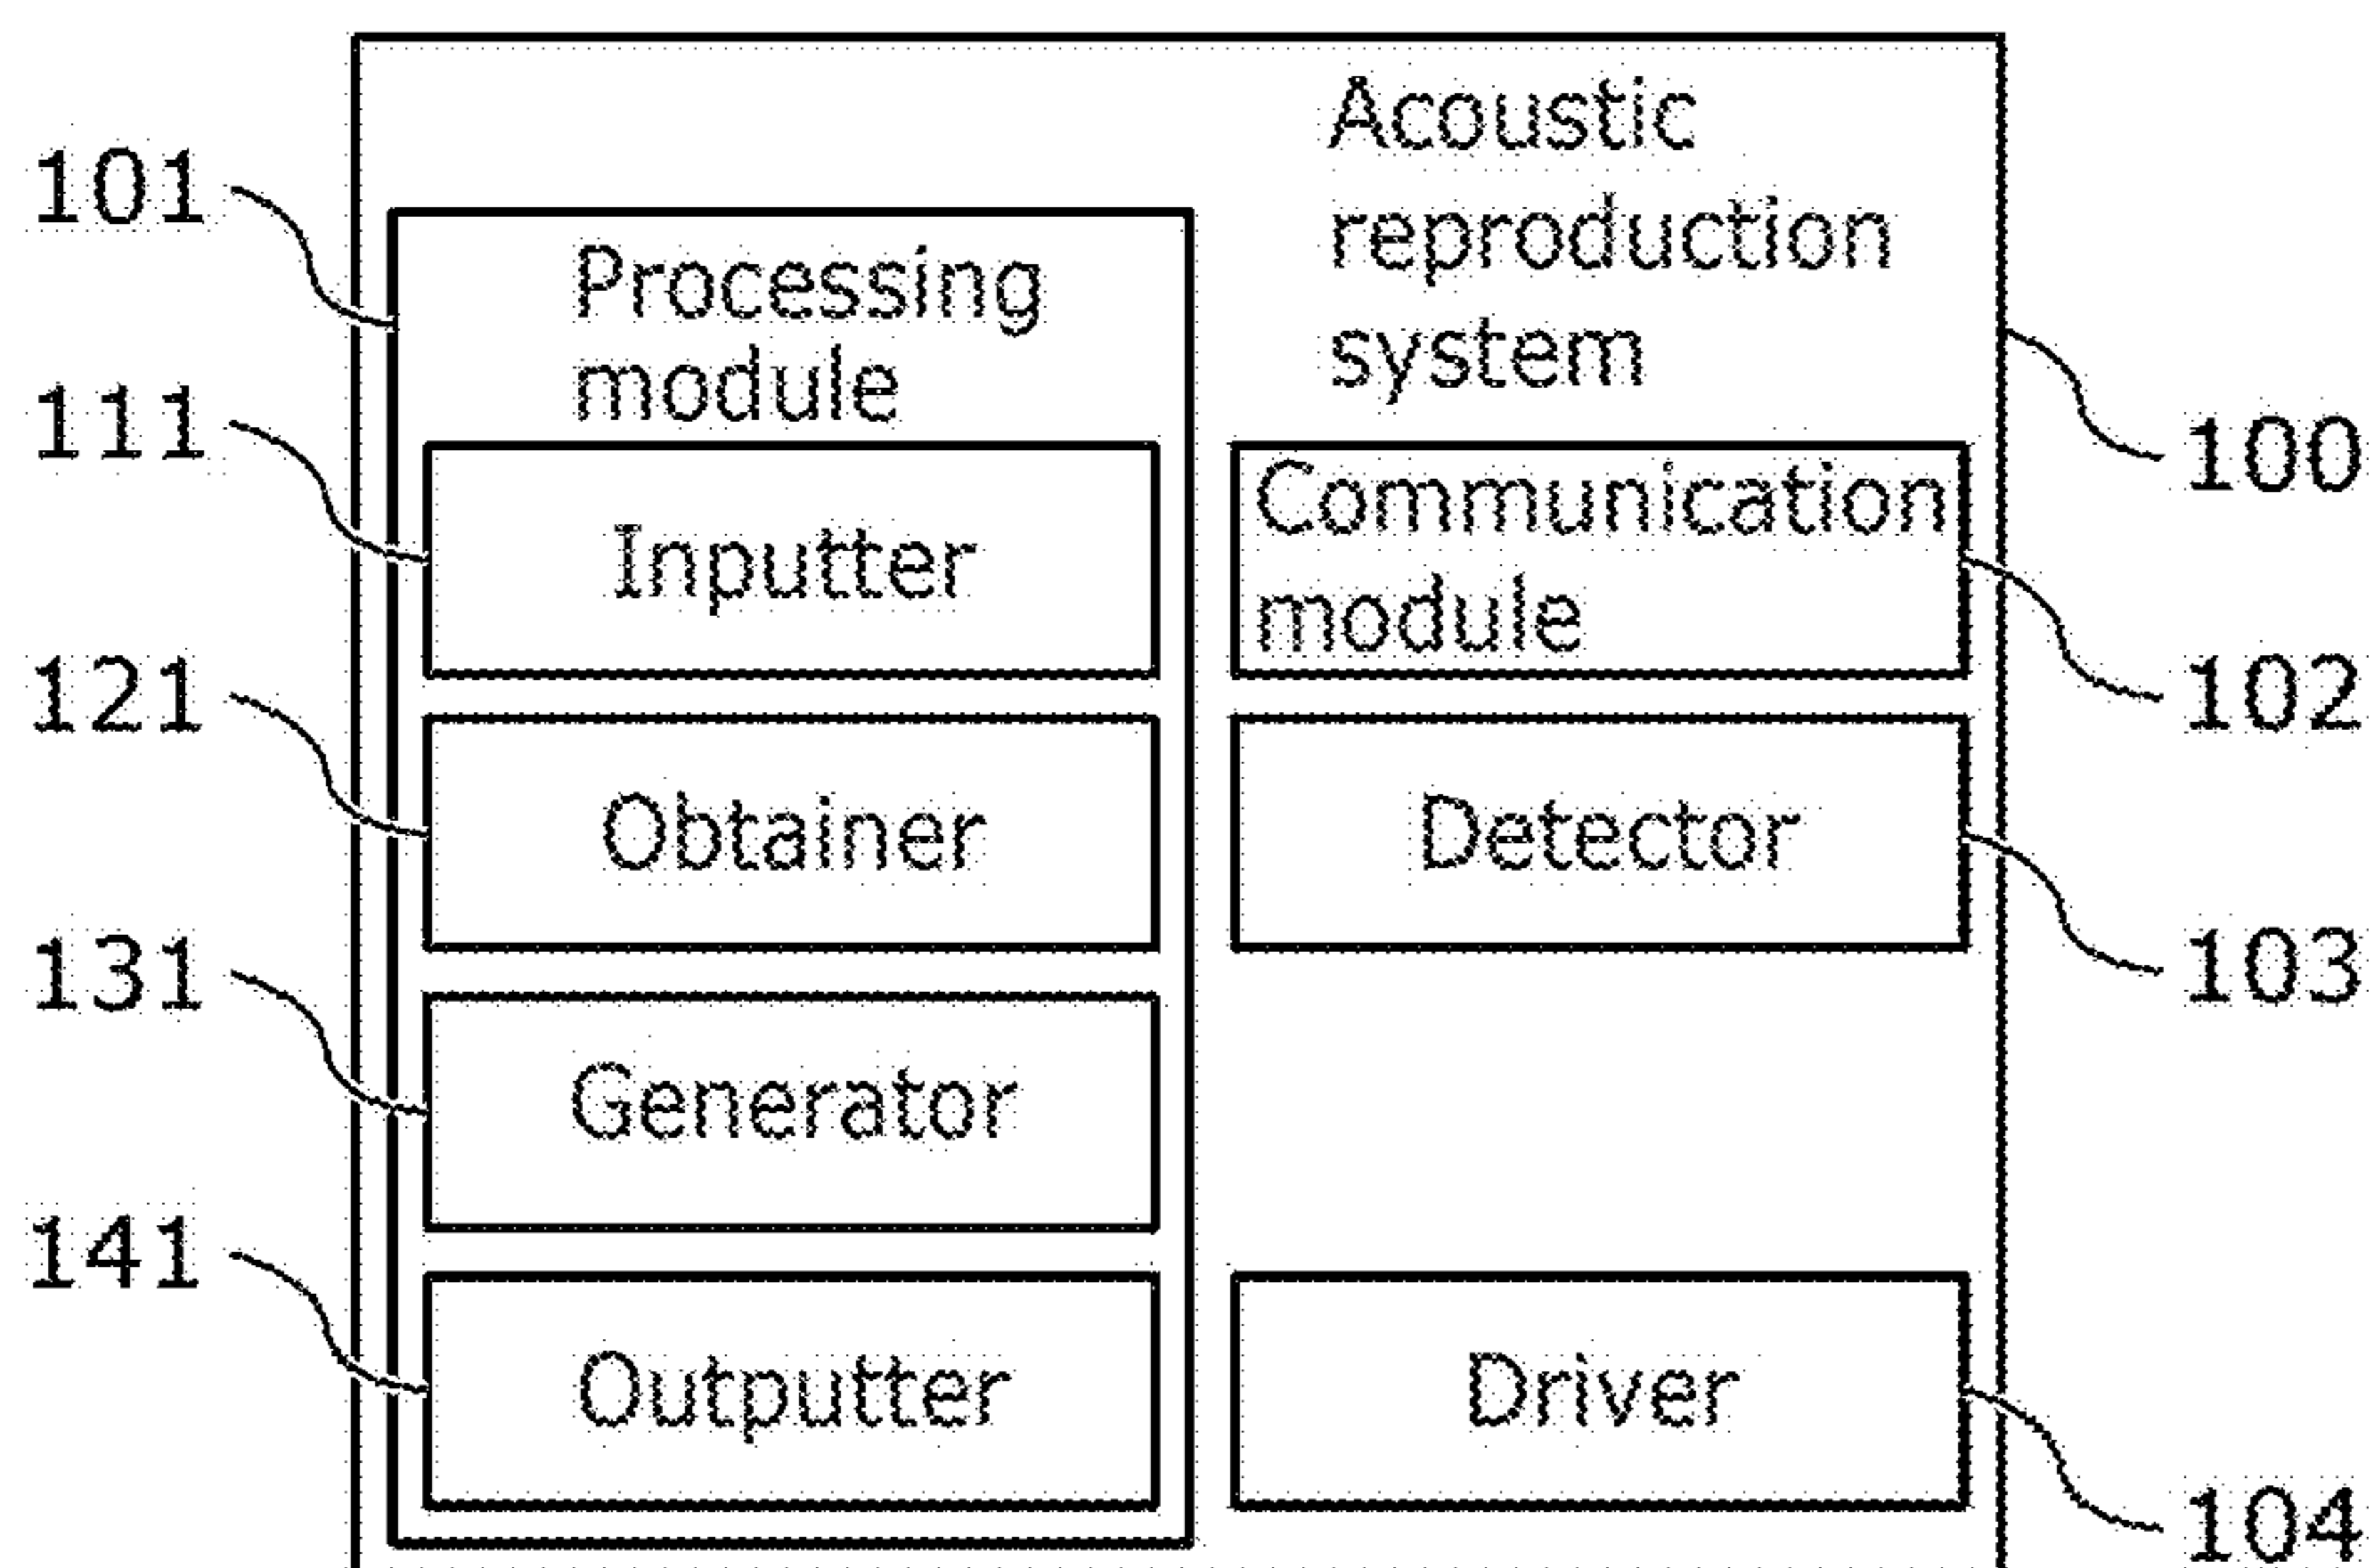 Acoustic
reproduction
system
101
Processing
module
100
111
Inputter
Communication
module
102
121
Obtainer
Detector
103
131
Generator
141
Outputter
Driver
104